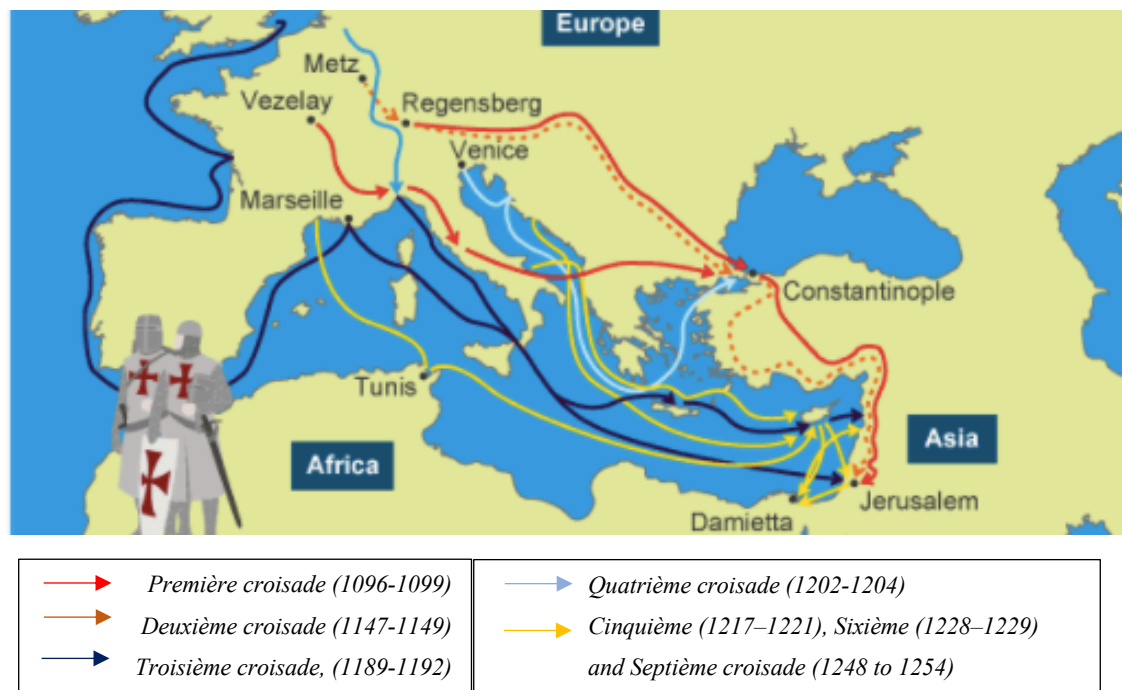 Europe
Metz
Vezelay
Regensberg
Venice
Marseille
Constantinople
Tunis
Africa
Asia
Jerusalem
Damietta
Première croisade (1096-1099)
Deuxième croisade (1147-1149)
Troisième croisade, (1189-1192)
Quatrième croisade (1202-1204)
Cinquième (1217–1221), Sixième (1228–1229)
and Septième croisade (1248 to 1254)